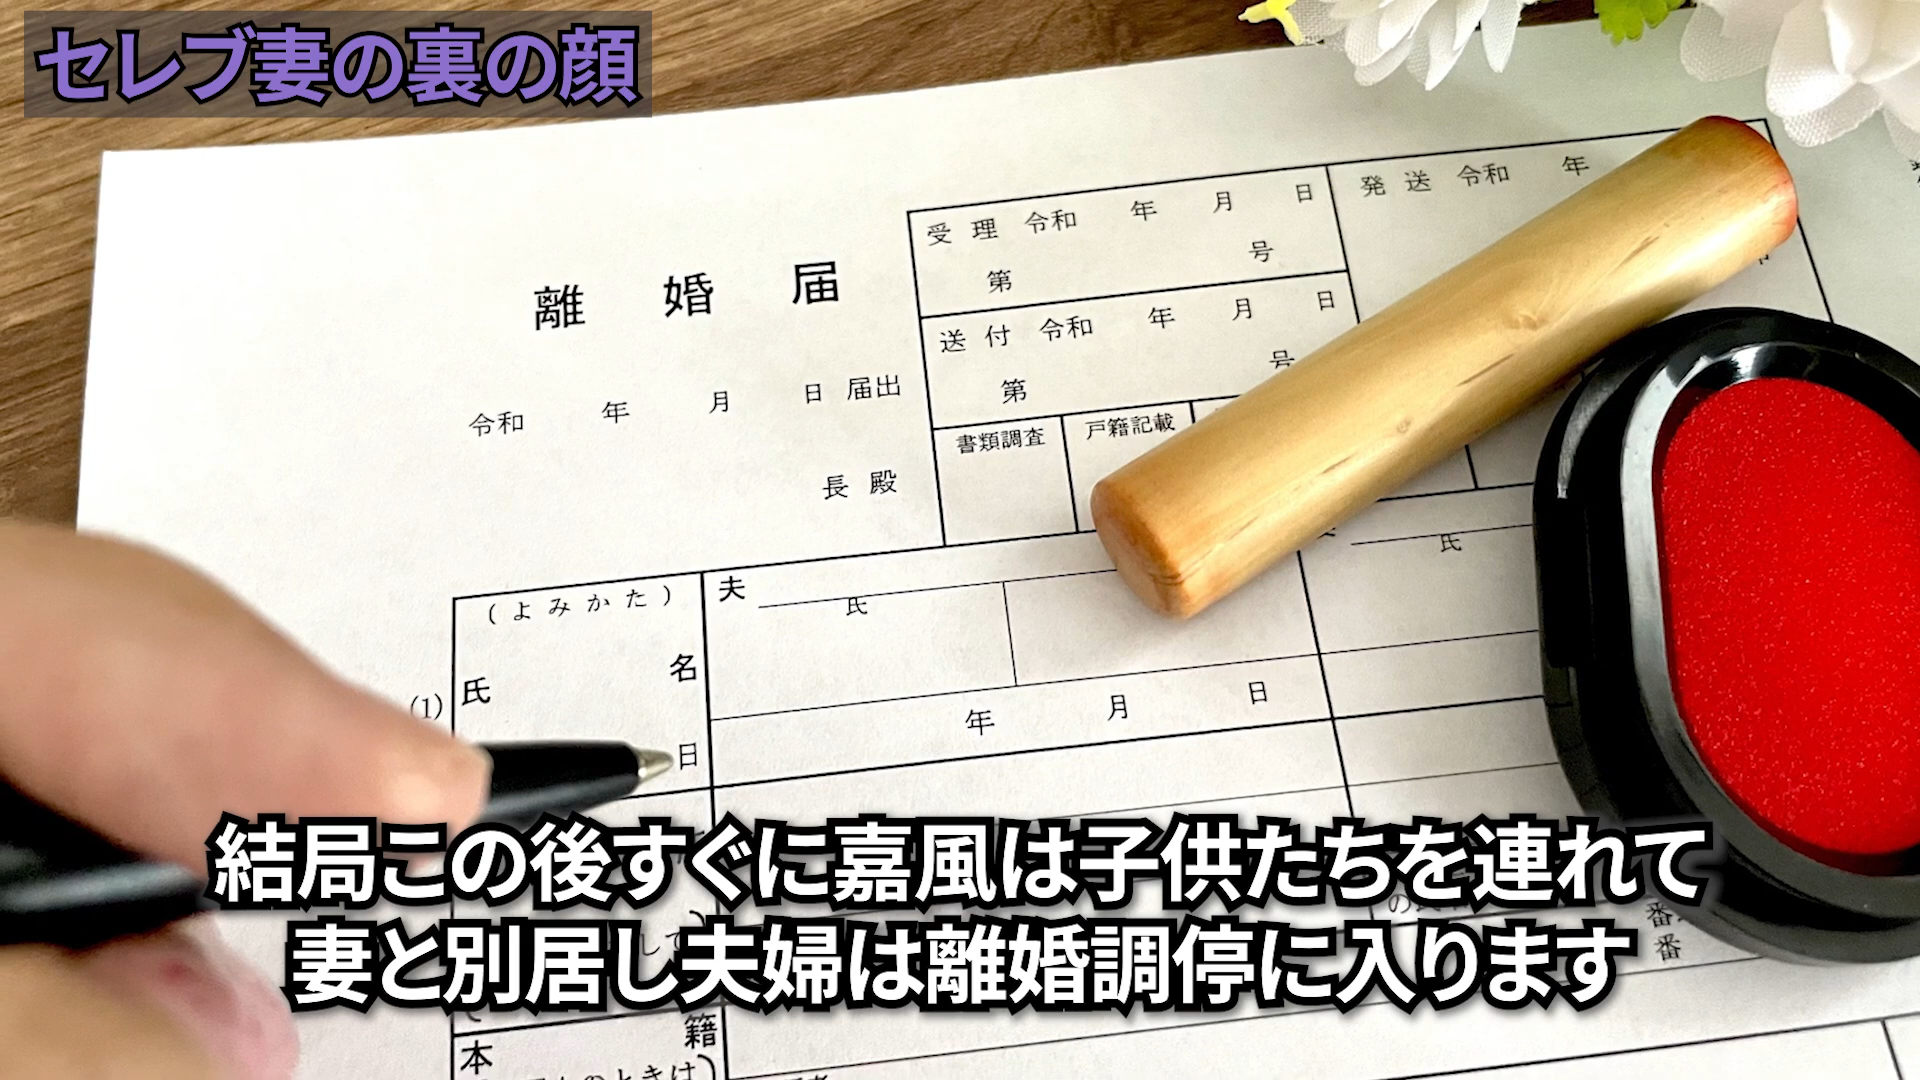 セレブ妻の裏の顔
受理 令和 年 月 日
第 号
発送 令和 年
離婚届
送付 令和 年 月 日
第 号
令和 年 月 日 届出
書類調査 戸籍記載
長殿
(よみかた)
夫 氏
氏
氏名
(1)
年 月 日
日
結局この後すぐに嘉風は子供たちを連れて
妻と別居し夫婦は離婚調停に入ります
番
番
本籍